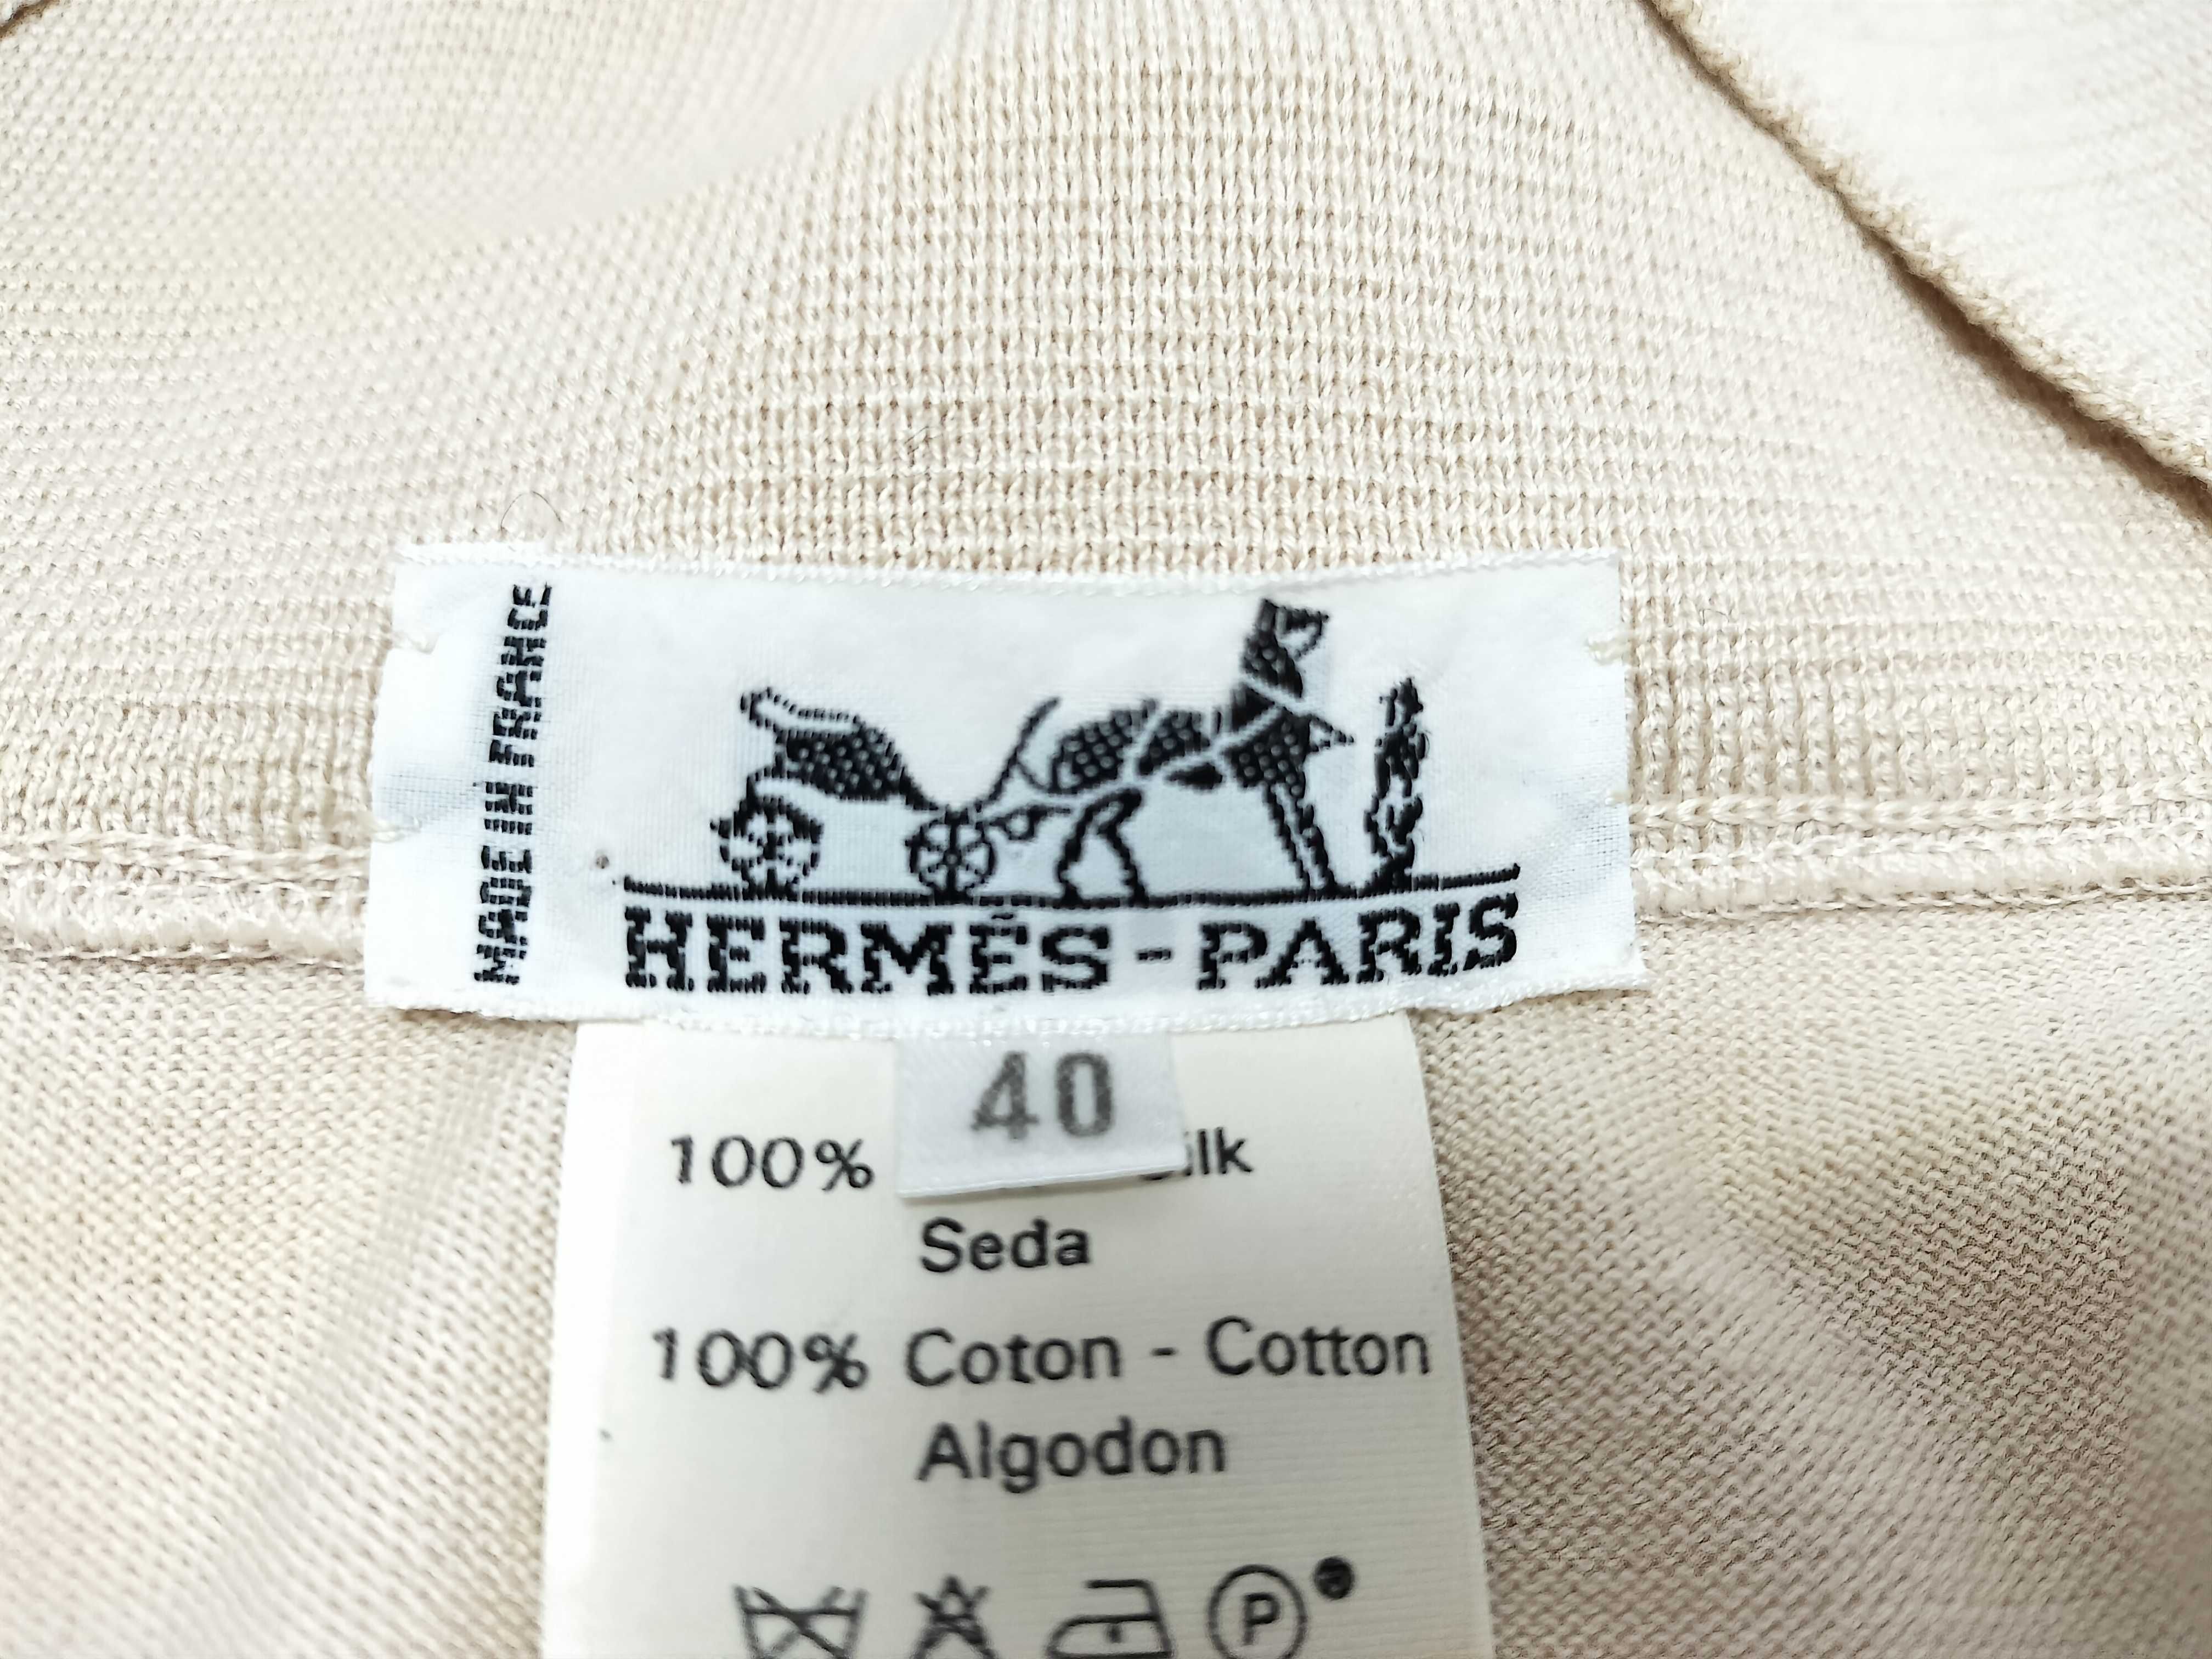 MADE IN FRANCE
HERMÈS-PARIS
40
100%
Seda
100% Coton - Cotton
Algodon
P